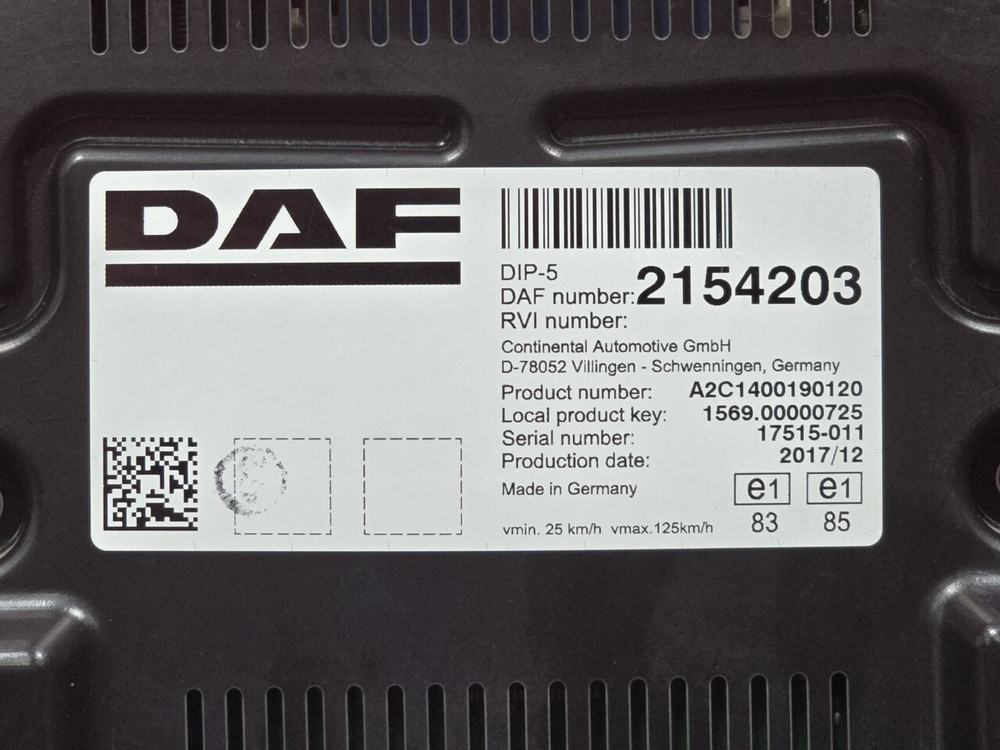 DAF
DIP-5
DAF number: 2154203
RVI number:
Continental Automotive GmbH
D-78052 Villingen - Schwenningen, Germany
Product number: A2C1400190120
Local product key: 1569.00000725
Serial number: 17515-011
Production date: 2017/12
Made in Germany e1 e1
83 85
vmin. 25 km/h vmax.125km/h